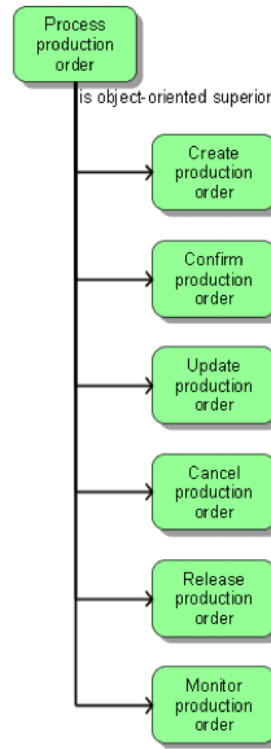 Process
production
order
is object-oriented superior
Create
production
order
Confirm
production
order
Update
production
order
Cancel
production
order
Release
production
order
Monitor
production
order